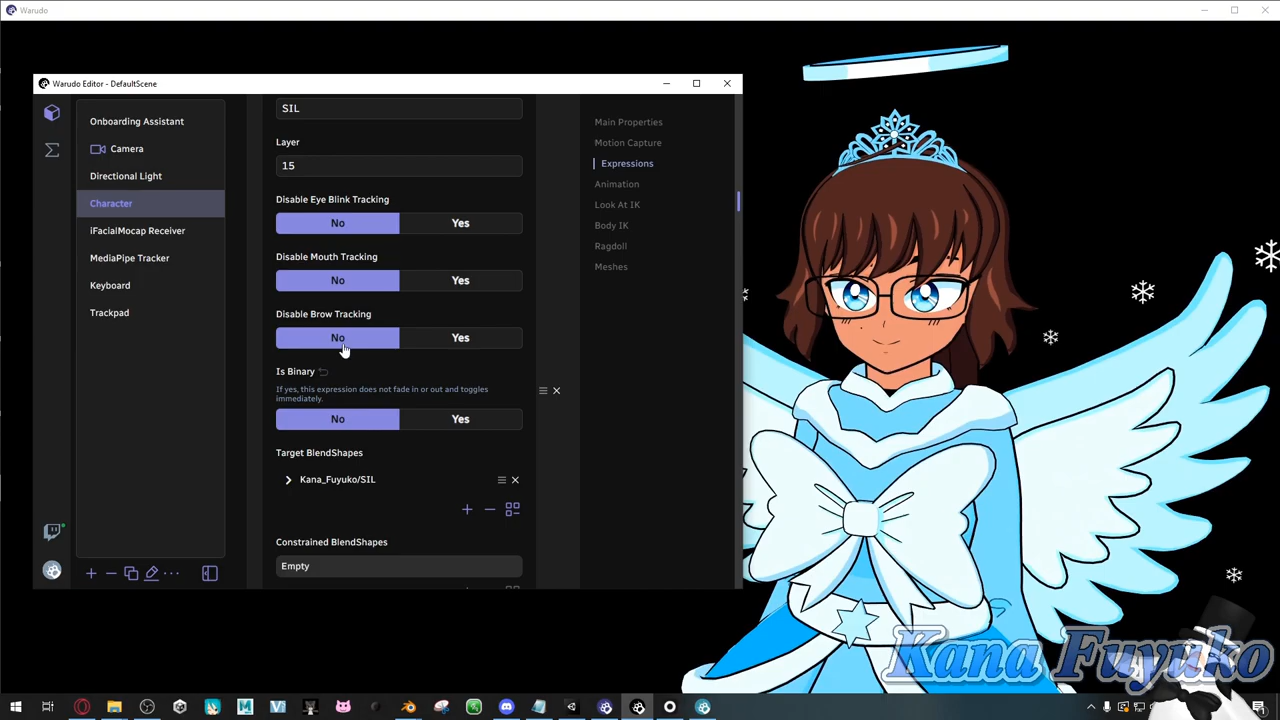 Warudo
Warudo Editor - DefaultScene
Onboarding Assistant
Camera
Directional Light
Character
iFacialMocap Receiver
MediaPipe Tracker
Keyboard
Trackpad
SIL
Layer
15
Disable Eye Blink Tracking
No Yes
Disable Mouth Tracking
No Yes
Disable Brow Tracking
No Yes
Is Binary
If yes, this expression does not fade in or out and toggles
immediately.
No Yes
Target BlendShapes
Kana_Fuyuko/SIL
Constrained BlendShapes
Empty
Main Properties
Motion Capture
Expressions
Animation
Look At IK
Body IK
Ragdoll
Meshes
Kana Fuyuko